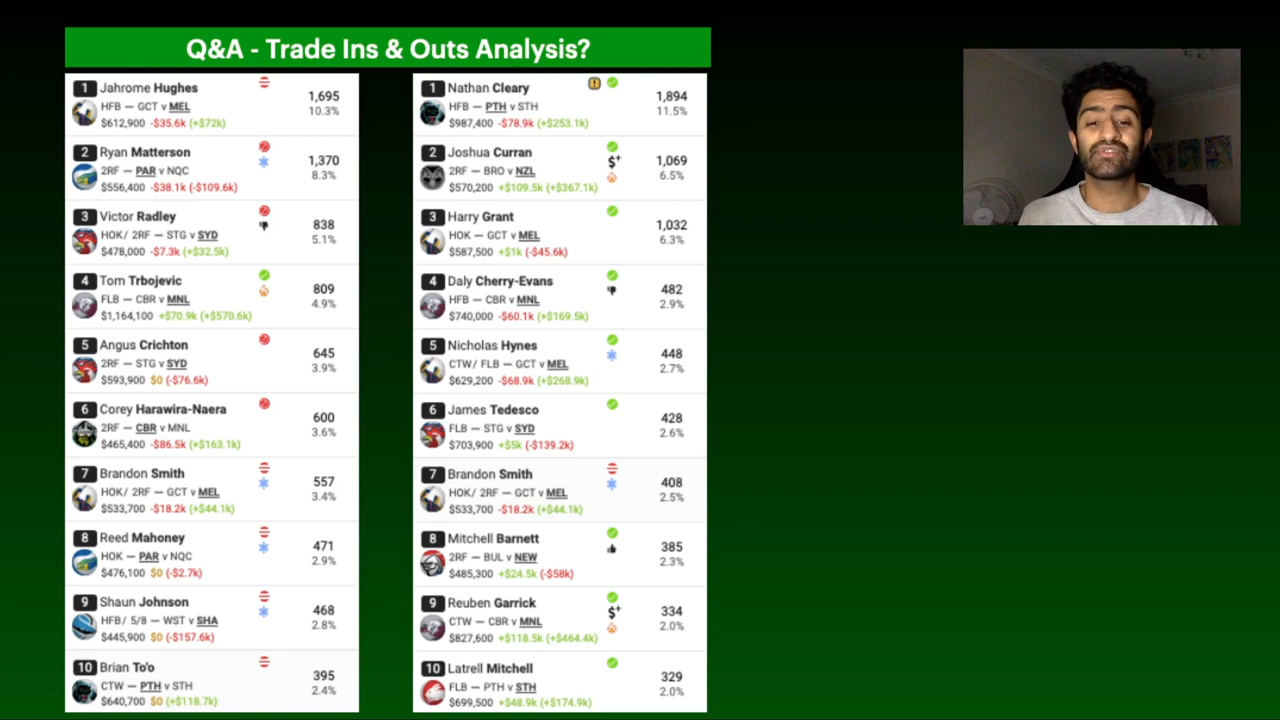 Q&A - Trade Ins & Outs Analysis?
1 Jahrome Hughes
HFB — GCT v MEL
$612,900 -$35.6k (+$72k)
1,695
10.3%
2 Ryan Matterson
2RF — PAR v NQC
$556,400 -$38.1k (-$109.6k)
1,370
8.3%
3 Victor Radley
HOK/ 2RF — STG v SYD
$478,000 -$7.3k (+$32.5k)
838
5.1%
4 Tom Trbojevic
FLB — CBR v MNL
$1,164,100 +$70.9k (+$570.6k)
809
4.9%
5 Angus Crichton
2RF — STG v SYD
$593,900 $0 (-$76.6k)
645
3.9%
6 Corey Harawira-Naera
2RF — CBR v MNL
$465,400 -$86.5k (+$163.1k)
600
3.6%
7 Brandon Smith
HOK/ 2RF — GCT v MEL
$533,700 -$18.2k (+$44.1k)
557
3.4%
8 Reed Mahoney
HOK — PAR v NQC
$476,100 $0 (-$2.7k)
471
2.9%
9 Shaun Johnson
HFB/ 5/8 — WST v SHA
$445,900 $0 (-$157.6k)
468
2.8%
10 Brian To'o
CTW — PTH v STH
$640,700 $0 (+$118.7k)
395
2.4%
1 Nathan Cleary
HFB — PTH v STH
$987,400 -$78.9k (+$253.1k)
1,894
11.5%
2 Joshua Curran
2RF — BRO v NZL
$570,200 +$109.5k (+$367.1k)
$+
1,069
6.5%
3 Harry Grant
HOK — GCT v MEL
$587,500 +$1k (-$45.6k)
1,032
6.3%
4 Daly Cherry-Evans
HFB — CBR v MNL
$740,000 -$60.1k (+$169.5k)
482
2.9%
5 Nicholas Hynes
CTW/ FLB — GCT v MEL
$629,200 -$68.9k (+$268.9k)
448
2.7%
6 James Tedesco
FLB — STG v SYD
$703,900 +$5k (-$139.2k)
428
2.6%
7 Brandon Smith
HOK/ 2RF — GCT v MEL
$533,700 -$18.2k (+$44.1k)
408
2.5%
8 Mitchell Barnett
2RF — BUL v NEW
$485,300 +$24.5k (-$58k)
385
2.3%
9 Reuben Garrick
CTW — CBR v MNL
$827,600 +$118.5k (+$464.4k)
$+
334
2.0%
10 Latrell Mitchell
FLB — PTH v STH
$699,500 +$48.9k (+$174.9k)
329
2.0%